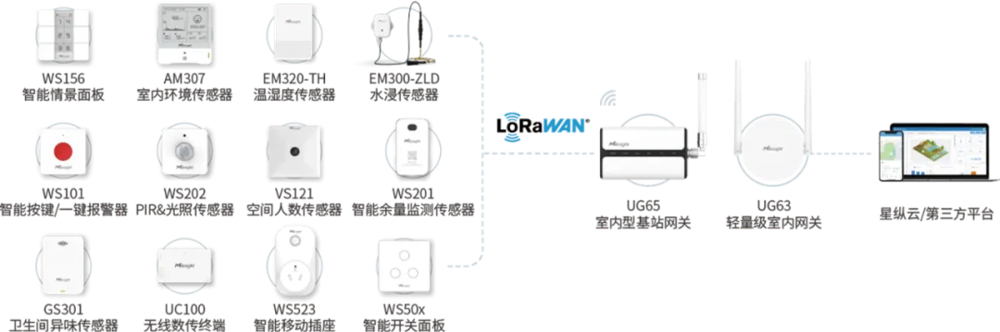 WS156
智能情景面板
AM307
室内环境传感器
EM320-TH
温湿度传感器
EM300-ZLD
水浸传感器
WS101
智能按键/一键报警器
WS202
PIR&光照传感器
VS121
空间人数传感器
WS201
智能余量监测传感器
GS301
卫生间异味传感器
UC100
无线数传终端
WS523
智能移动插座
WS50x
智能开关面板
LoRaWAN®
Milesight
UG65
室内型基站网关
Milesight
UG63
轻量级室内网关
星纵云/第三方平台